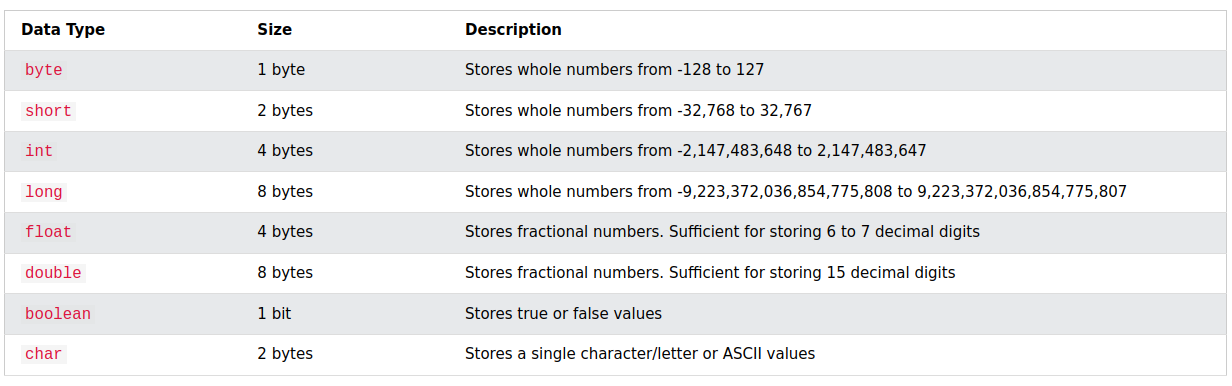 Data Type Size Description
byte 1 byte Stores whole numbers from -128 to 127
short 2 bytes Stores whole numbers from -32,768 to 32,767
int 4 bytes Stores whole numbers from -2,147,483,648 to 2,147,483,647
long 8 bytes Stores whole numbers from -9,223,372,036,854,775,808 to 9,223,372,036,854,775,807
float 4 bytes Stores fractional numbers. Sufficient for storing 6 to 7 decimal digits
double 8 bytes Stores fractional numbers. Sufficient for storing 15 decimal digits
boolean 1 bit Stores true or false values
char 2 bytes Stores a single character/letter or ASCII values